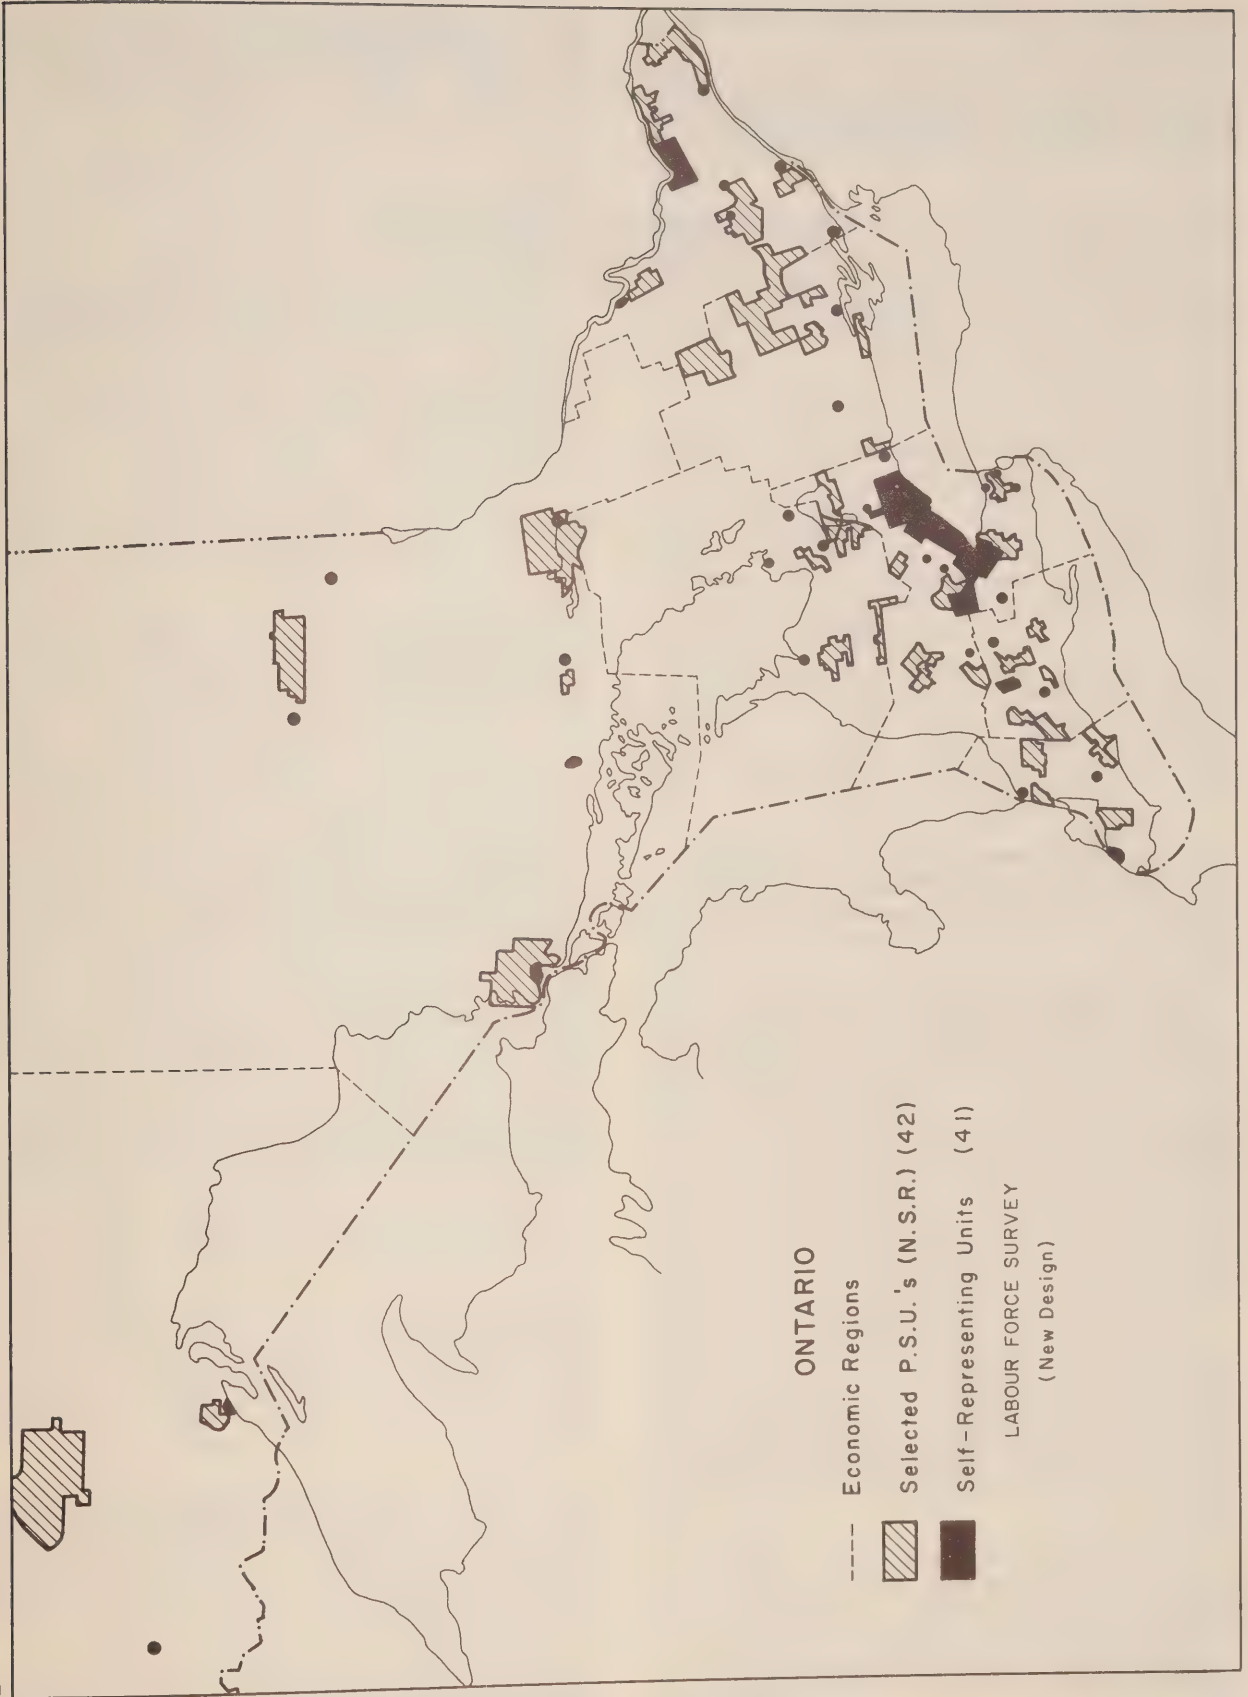 ONTARIO
Economic Regions
Selected P.S.U.'s (N.S.R.) (42)
Self-Representing Units (41)
LABOUR FORCE SURVEY
(New Design)